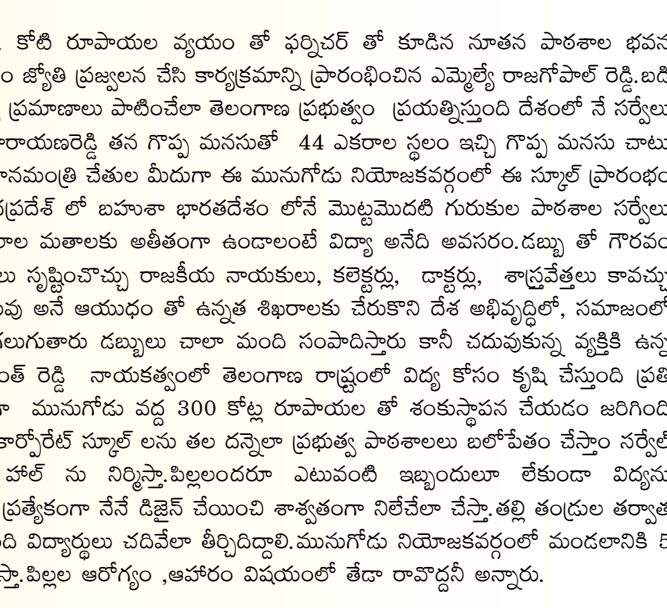 కోటి రూపాయల వ్యయం తో ఫర్నిచర్ తో కూడిన నూతన పాఠశాల భవన
జ్యోతి ప్రజ్వలన చేసి కార్యక్రమాన్ని ప్రారంభించిన ఎమ్మెల్యే రాజగోపాల్ రెడ్డి.బడి
ప్రమాణాలు పాటించేలా తెలంగాణ ప్రభుత్వం ప్రయత్నిస్తుంది దేశంలో నే సర్వేలు
రాయణరెడ్డి తన గొప్ప మనసుతో 44 ఎకరాల స్థలం ఇచ్చి గొప్ప మనసు చాటు
నమంత్రి చేతుల మీదుగా ఈ మునుగోడు నియోజకవర్గంలో ఈ స్కూల్ ప్రారంభం
ప్రదేశ్ లో బహుశా భారతదేశం లోనే మొట్టమొదటి గురుకుల పాఠశాల సర్వేలు
రాల మతాలకు అతీతంగా ఉండాలంటే విద్యా అనేది అవసరం.డబ్బు తో గౌరవం
లు సృష్టించొచ్చు రాజకీయ నాయకులు, కలెక్టర్లు, డాక్టర్లు, శాస్త్రవేత్తలు కావచ్చు
వు అనే ఆయుధం తో ఉన్నత శిఖరాలకు చేరుకొని దేశ అభివృద్ధిలో, సమాజంలో
గలుగుతారు డబ్బులు చాలా మంది సంపాదిస్తారు కానీ చదువుకున్న వ్యక్తికి ఉన్న
ంత్ రెడ్డి నాయకత్వంలో తెలంగాణ రాష్ట్రంలో విద్య కోసం కృషి చేస్తుంది ప్రతి
మునుగోడు వద్ద 300 కోట్ల రూపాయల తో శంకుస్థాపన చేయడం జరిగింది
కార్పోరేట్ స్కూల్ లను తల దన్నెలా ప్రభుత్వ పాఠశాలలు బలోపేతం చేస్తాం సర్వేల్
హాల్ ను నిర్మిస్తా.పిల్లలందరూ ఎటువంటి ఇబ్బందులూ లేకుండా విద్యను
ప్రత్యేకంగా నేనే డిజైన్ చేయించి శాశ్వతంగా నిలేచేలా చేస్తా.తల్లి తండ్రుల తర్వాత
ది విద్యార్థులు చదివేలా తీర్చిదిద్దాలి.మునుగోడు నియోజకవర్గంలో మండలానికి 5
స్తా.పిల్లల ఆరోగ్యం ,ఆహారం విషయంలో తేడా రావొద్దనీ అన్నారు.